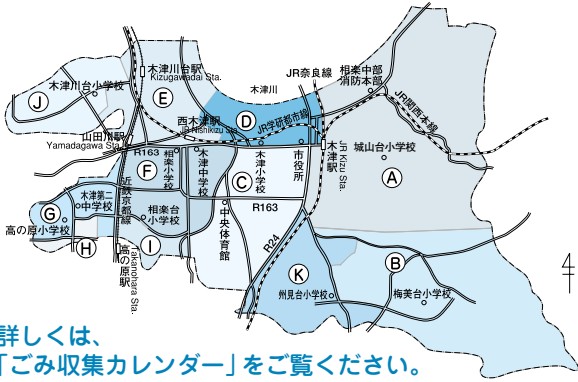 木津川台駅
Kizugawadai Sta.
木津川台小学校
J
E
木津川
JR奈良線
相楽中部
消防本部
JR関西本線
D
西木津駅
JR Nishikizu Sta.
JR学研都市線
山田川駅
Yamadagawa Sta.
R163
F
相楽小学校
木津中学校
C
木津小学校
市役所
木津駅
JR Kizu Sta.
城山台小学校
A
近鉄京都線
木津第二
中学校
相楽台
小学校
G
高の原小学校
H
I
高の原駅
Takanohara Sta.
中央体育館
R163
R24
K
州見台小学校
B
梅美台小学校
4
詳しくは、
「ごみ収集カレンダー」をご覧ください。